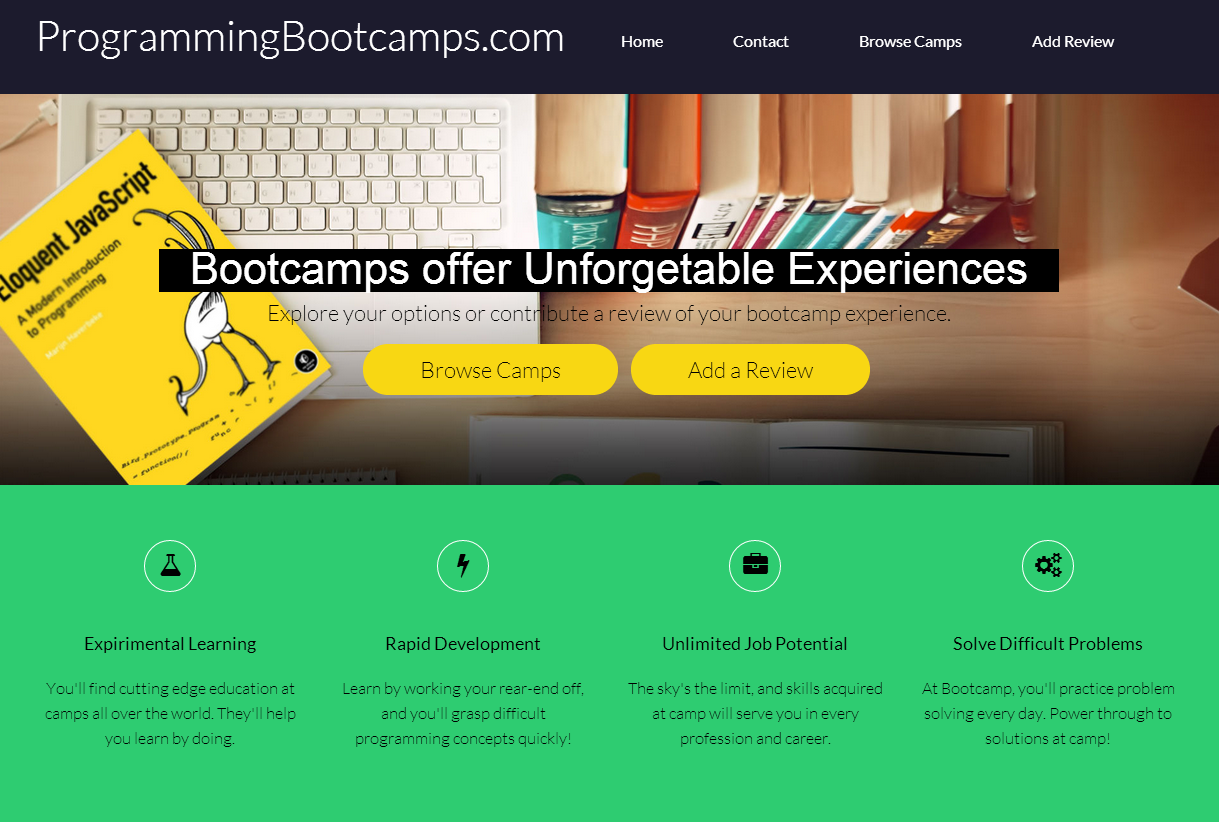 ProgrammingBootcamps.com
Home
Contact
Browse Camps
Add Review
Eloquent JavaScript
A Modern Introduction
to Programming
Marijn Haverbeke
PHP
Bootcamps offer Unforgetable Experiences
Explore your options or contribute a review of your bootcamp experience.
Browse Camps
Add a Review
Expirimental Learning
You'll find cutting edge education at
camps all over the world. They'll help
you learn by doing.
Rapid Development
Learn by working your rear-end off,
and you'll grasp difficult
programming concepts quickly!
Unlimited Job Potential
The sky's the limit, and skills acquired
at camp will serve you in every
profession and career.
Solve Difficult Problems
At Bootcamp, you'll practice problem
solving every day. Power through to
solutions at camp!